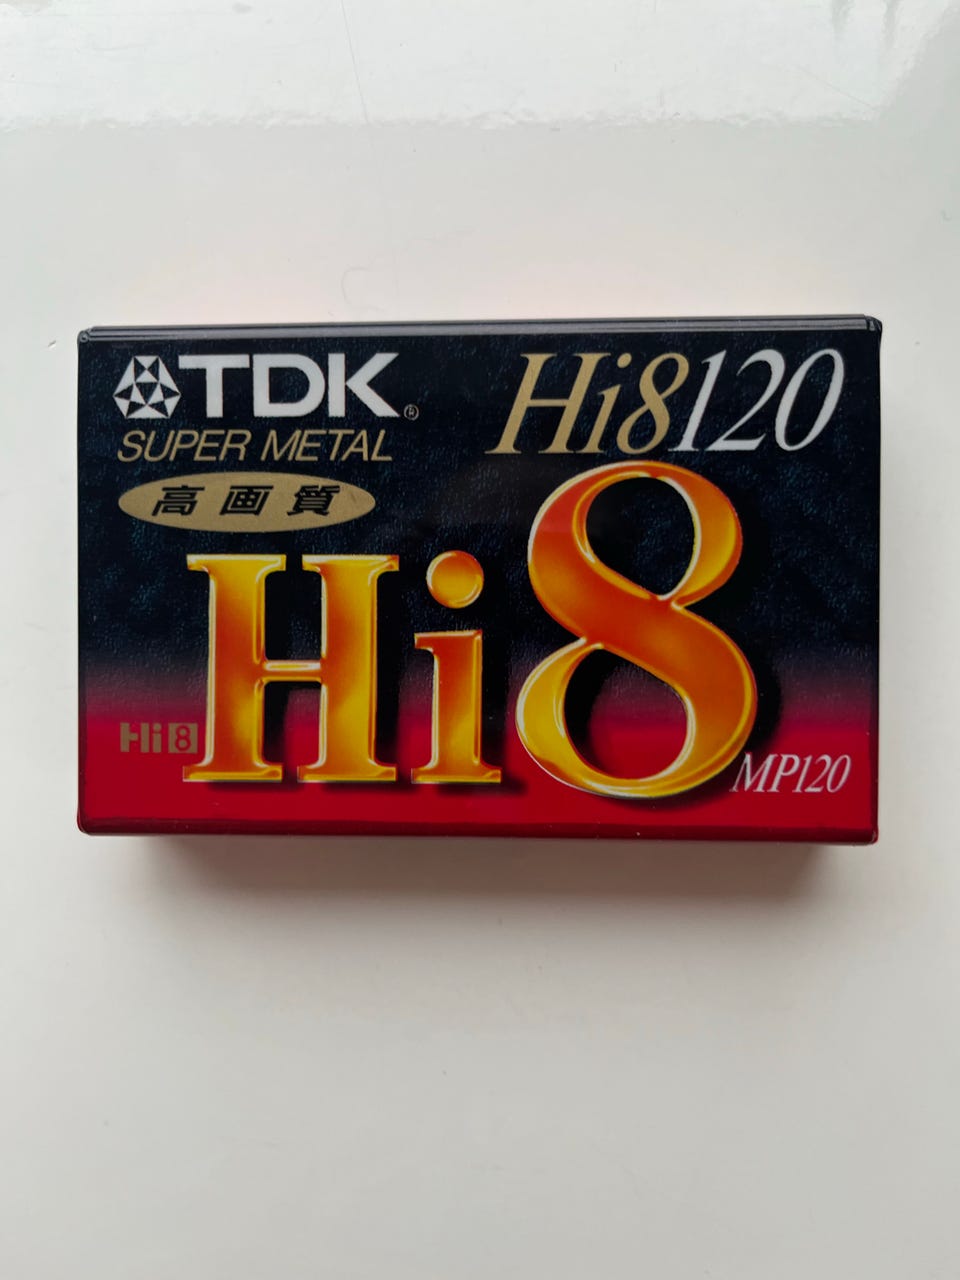 TDK®
Hi8120
SUPER METAL
高画質
Hi8
Hi8
MP120